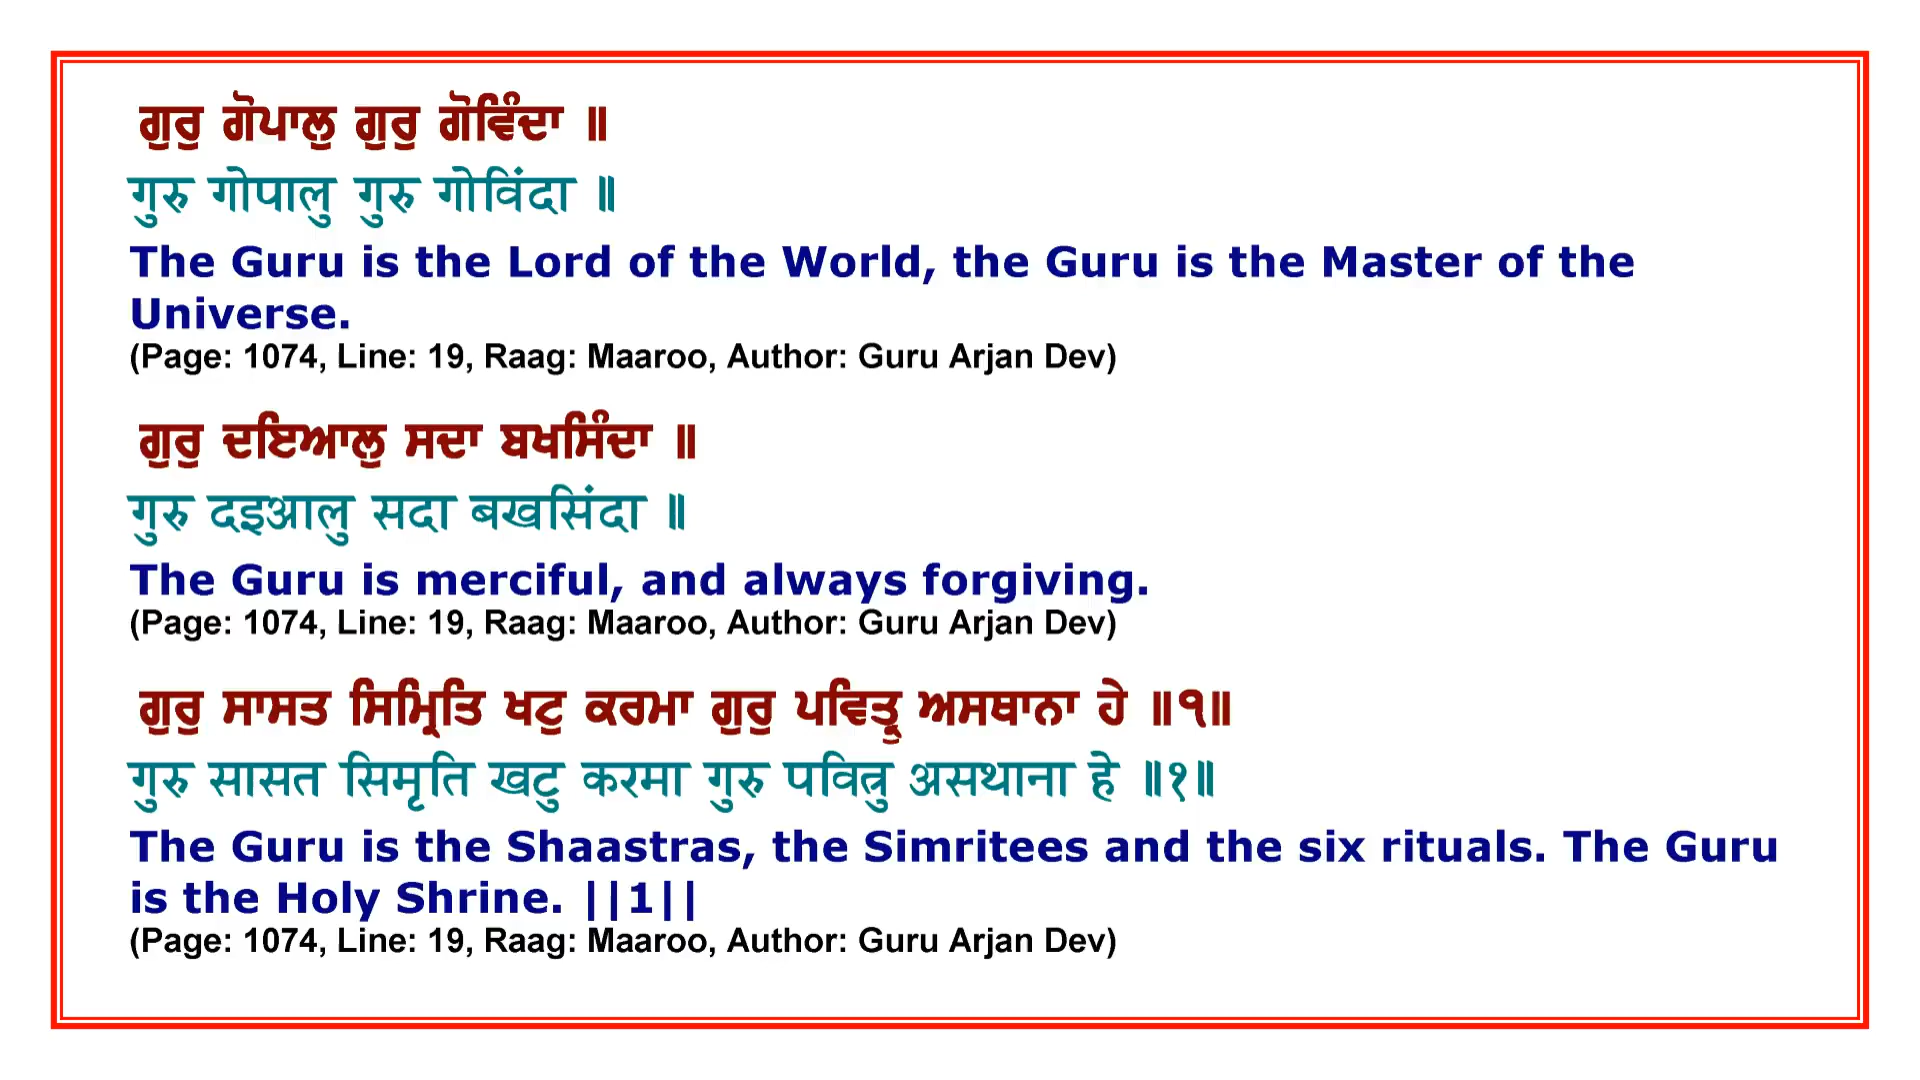 ਗੁਰੁ ਗੋਪਾਲੁ ਗੁਰੁ ਗੋਵਿੰਦਾ ॥
गुरु गोपालु गुरु गोविंदा ॥
The Guru is the Lord of the World, the Guru is the Master of the
Universe.
(Page: 1074, Line: 19, Raag: Maaroo, Author: Guru Arjan Dev)
ਗੁਰੁ ਦਇਆਲੁ ਸਦਾ ਬਖਸਿੰਦਾ ॥
गुरु दइआलु सदा बखसिंदा ॥
The Guru is merciful, and always forgiving.
(Page: 1074, Line: 19, Raag: Maaroo, Author: Guru Arjan Dev)
ਗੁਰੁ ਸਾਸਤ ਸਿਮ੍ਰਿਤਿ ਖਟੁ ਕਰਮਾ ਗੁਰੁ ਪਵਿਤ੍ਰੁ ਅਸਥਾਨਾ ਹੇ ॥੧॥
गुरु सासत सिमृति खटु करमा गुरु पवित्रु असथाना हे ॥१॥
The Guru is the Shaastras, the Simritees and the six rituals. The Guru
is the Holy Shrine. ||1||
(Page: 1074, Line: 19, Raag: Maaroo, Author: Guru Arjan Dev)